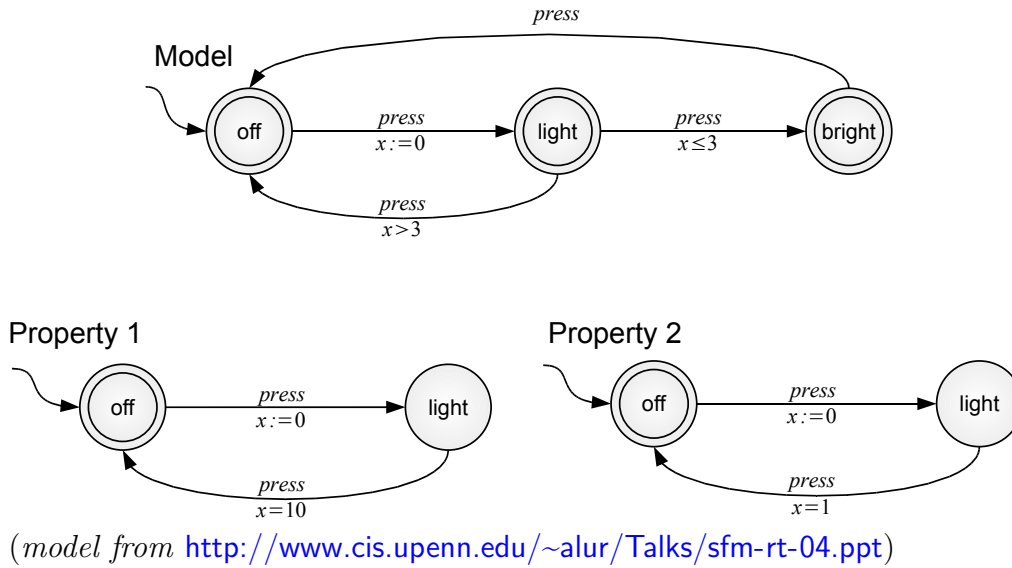 press
Model
off
press
x:=0
light
press
x≤3
bright
press
x>3
Property 1
off
press
x:=0
light
press
x=10
Property 2
off
press
x:=0
light
press
x=1
(model from http://www.cis.upenn.edu/~alur/Talks/sfm-rt-04.ppt)